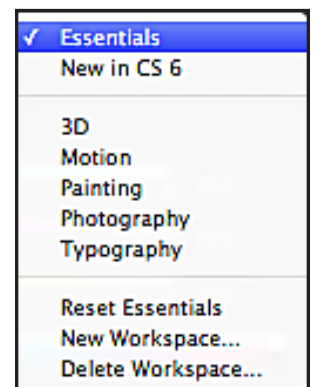 ✓ Essentials
New in CS 6
3D
Motion
Painting
Photography
Typography
Reset Essentials
New Workspace...
Delete Workspace...